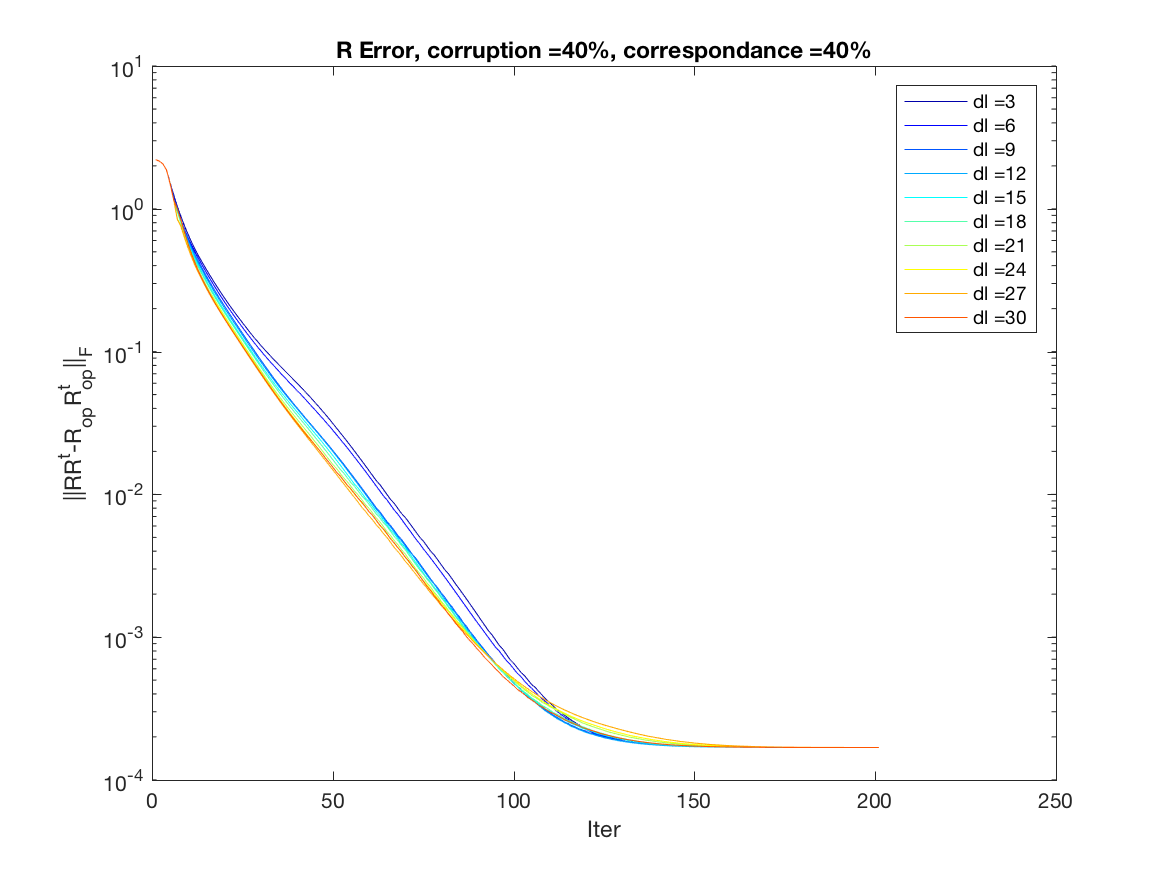 R Error, corruption =40%, correspondance =40%
10^1
10^0
10^-1
10^-2
10^-3
10^-4
||RR^t-R_op R^t_op||_F
0 50 100 150 200 250
Iter
dl =3
dl =6
dl =9
dl =12
dl =15
dl =18
dl =21
dl =24
dl =27
dl =30